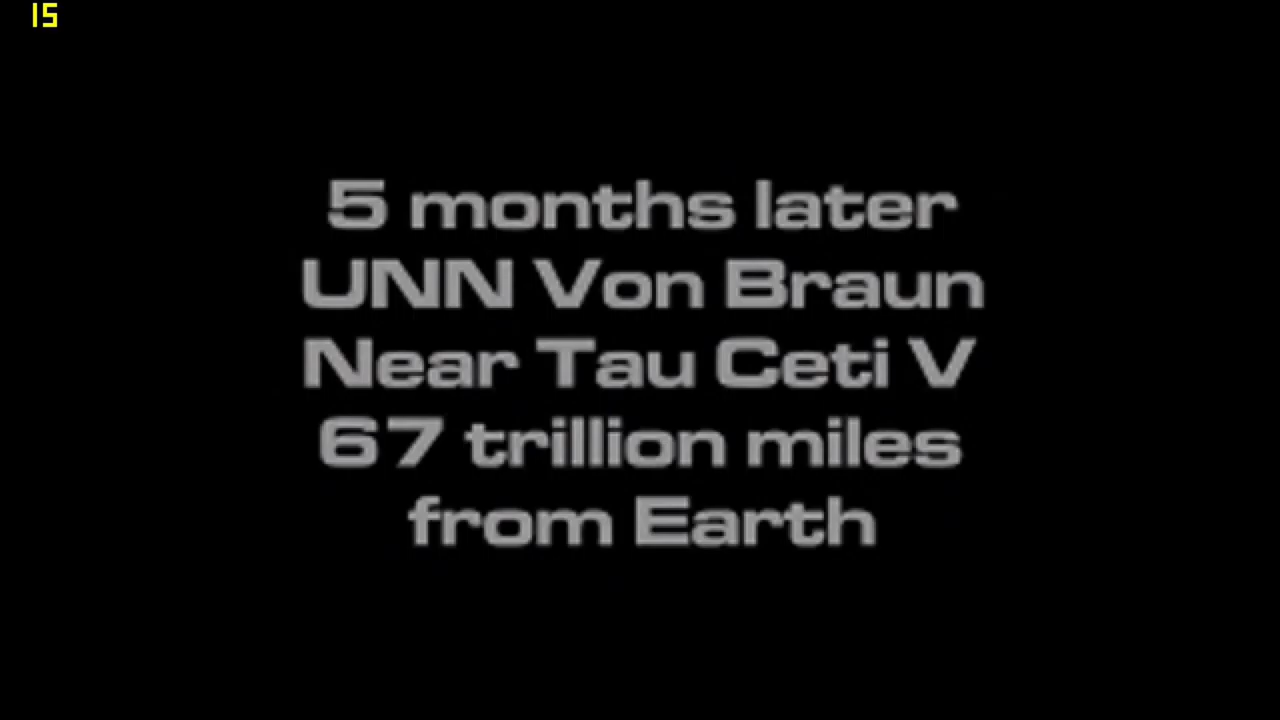 15
5 months later
UNN Von Braun
Near Tau Ceti V
67 trillion miles
from Earth